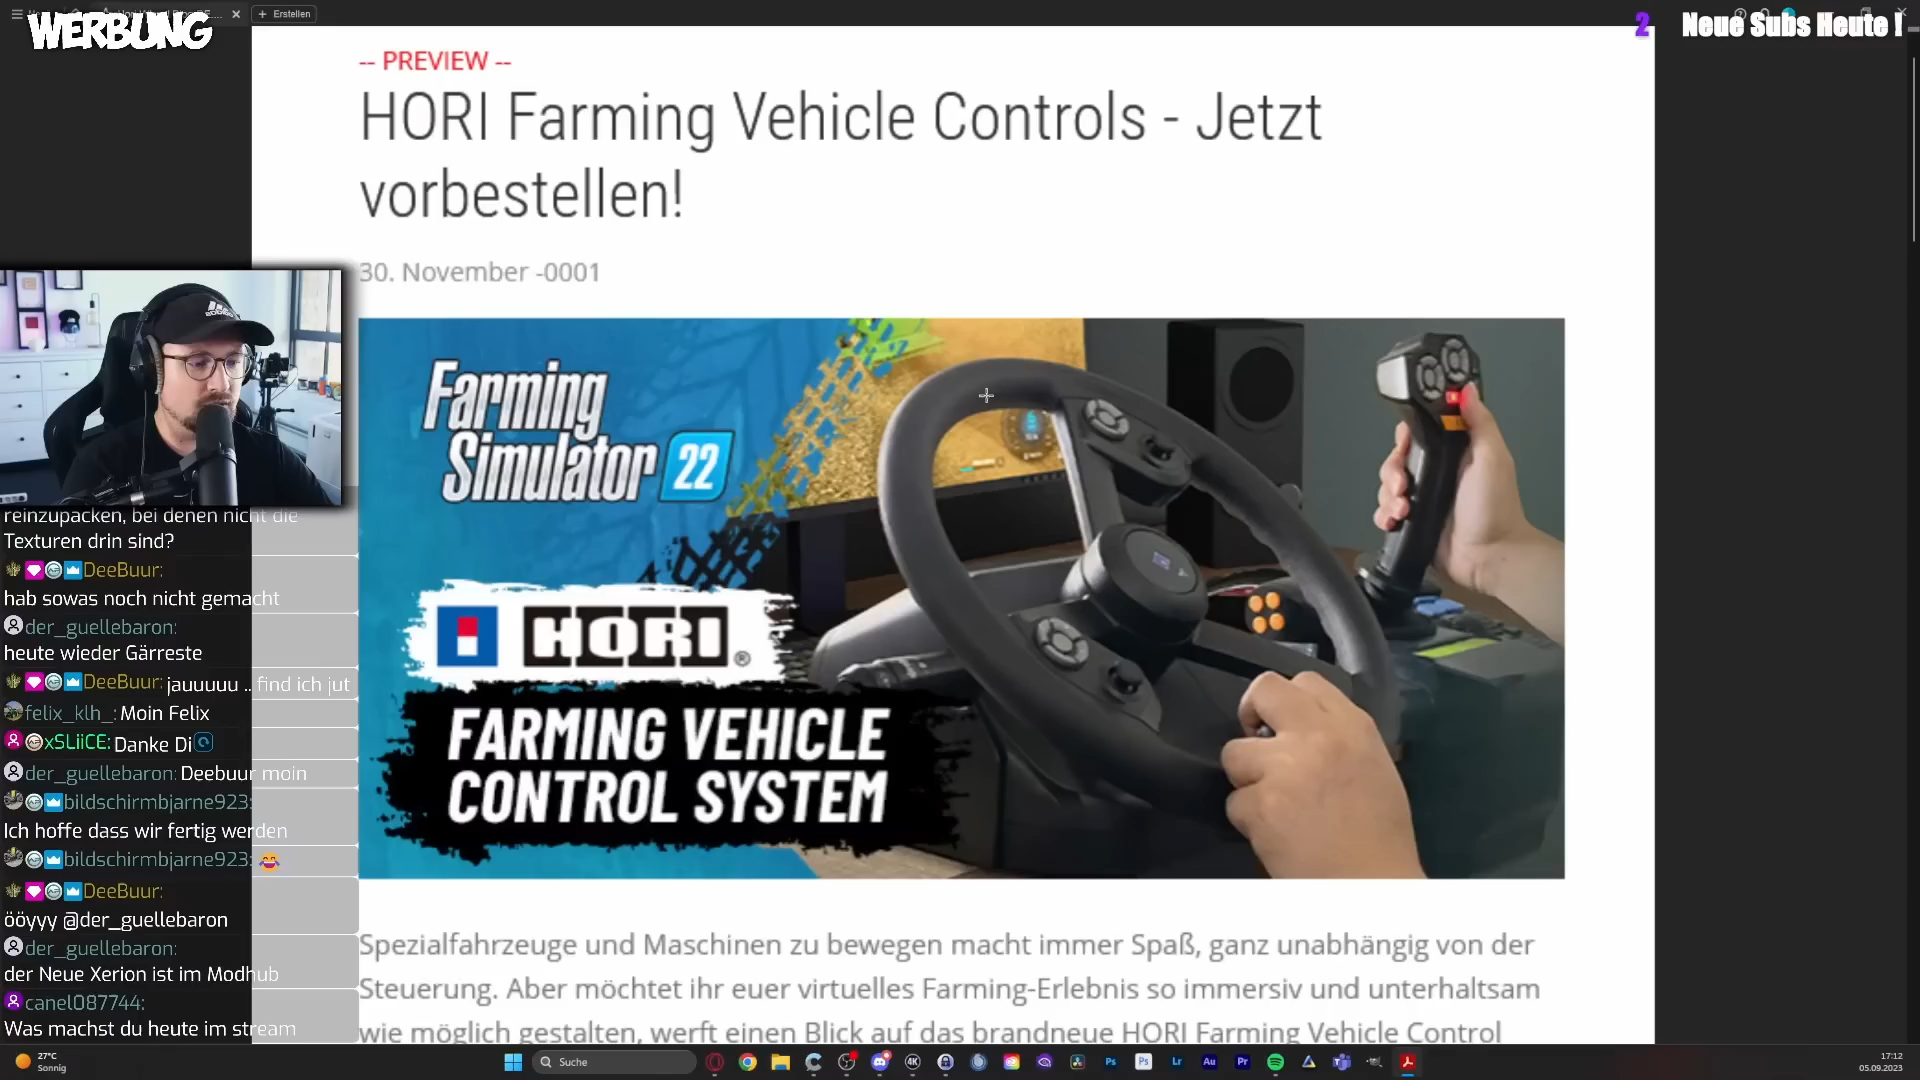 WERBUNG
+ Erstellen
2 Neue Subs Heute !
-- PREVIEW --
HORI Farming Vehicle Controls - Jetzt
vorbestellen!
30. November -0001
Farming
Simulator 22
HORI®
FARMING VEHICLE
CONTROL SYSTEM
Spezialfahrzeuge und Maschinen zu bewegen macht immer Spaß, ganz unabhängig von der
Steuerung. Aber möchtet ihr euer virtuelles Farming-Erlebnis so immersiv und unterhaltsam
wie möglich gestalten, werft einen Blick auf das brandneue HORI Farming Vehicle Control
reinzupacken, bei denen nicht die
Texturen drin sind?
DeeBuur:
hab sowas noch nicht gemacht
der_guellebaron:
heute wieder Gärreste
DeeBuur: jauuuuu .. find ich jut
felix_klh_: Moin Felix
xSLiiCE: Danke Di
der_guellebaron: Deebuur moin
bildschirmbjarne923:
Ich hoffe dass wir fertig werden
bildschirmbjarne923: 😂
DeeBuur:
ööyyy @der_guellebaron
der_guellebaron:
der Neue Xerion ist im Modhub
canel087744:
Was machst du heute im stream
27°C
Sonnig
Suche
17:12
05.09.2023